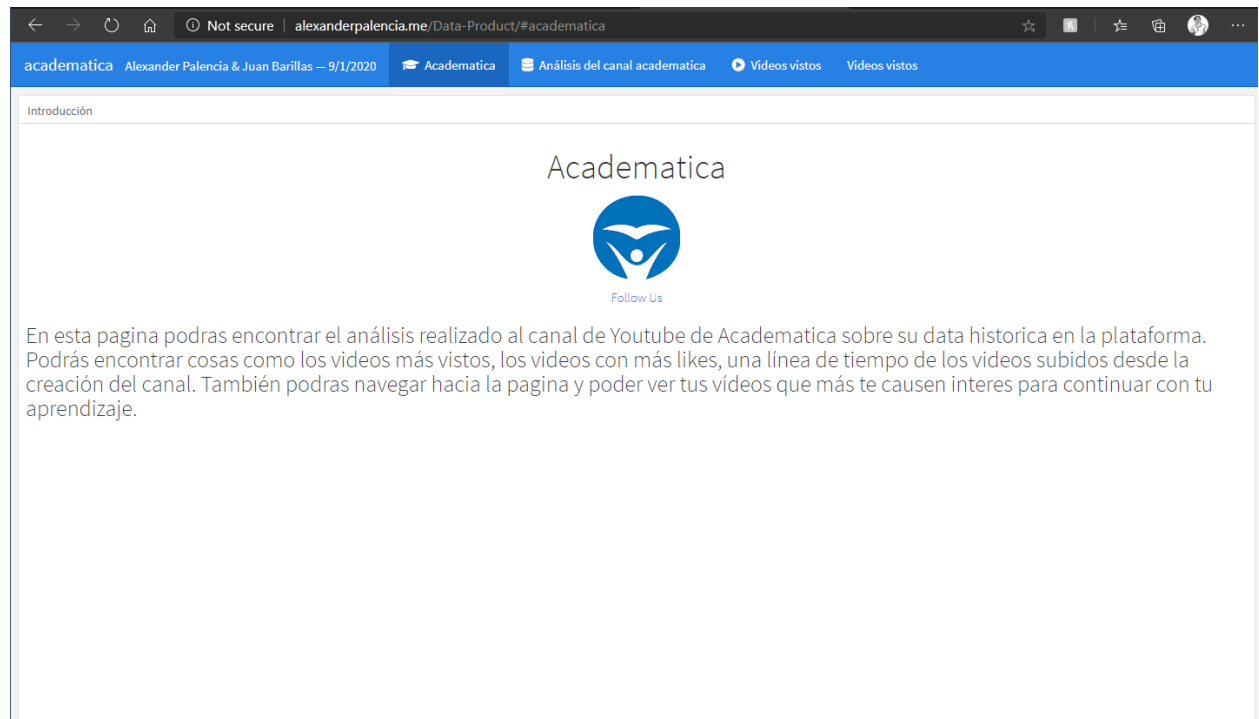 Not secure | alexanderpalencia.me/Data-Product/#academatica
academatica Alexander Palencia & Juan Barillas — 9/1/2020 Academatica Análisis del canal academatica Videos vistos Videos vistos
Introducción
Academatica
Follow Us
En esta pagina podras encontrar el análisis realizado al canal de Youtube de Academatica sobre su data historica en la plataforma.
Podrás encontrar cosas como los videos más vistos, los videos con más likes, una línea de tiempo de los videos subidos desde la
creación del canal. También podras navegar hacia la pagina y poder ver tus vídeos que más te causen interes para continuar con tu
aprendizaje.